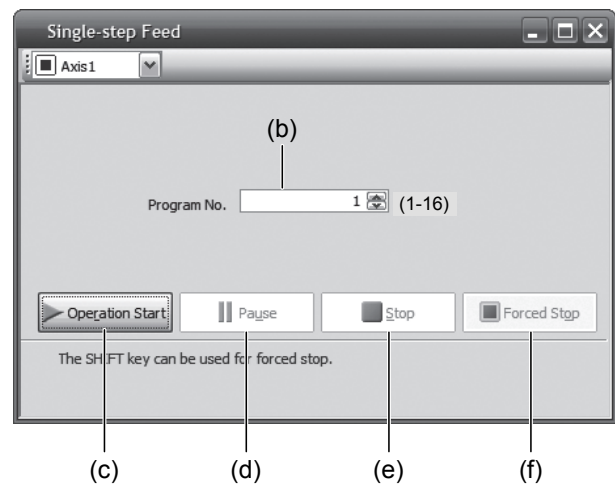 Single-step Feed
Axis1
(b)
Program No. 1 (1-16)
Operation Start Pause Stop Forced Stop
The SHIFT key can be used for forced stop.
(c) (d) (e) (f)